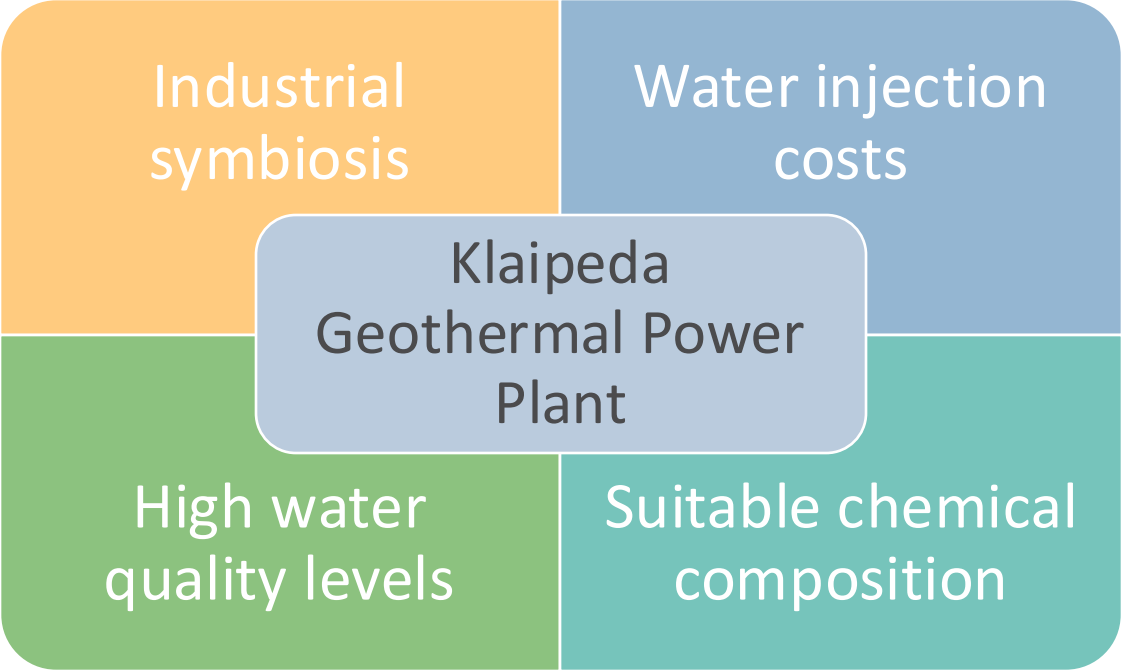 Industrial
symbiosis
Water injection
costs
Klaipeda
Geothermal Power
Plant
High water
quality levels
Suitable chemical
composition